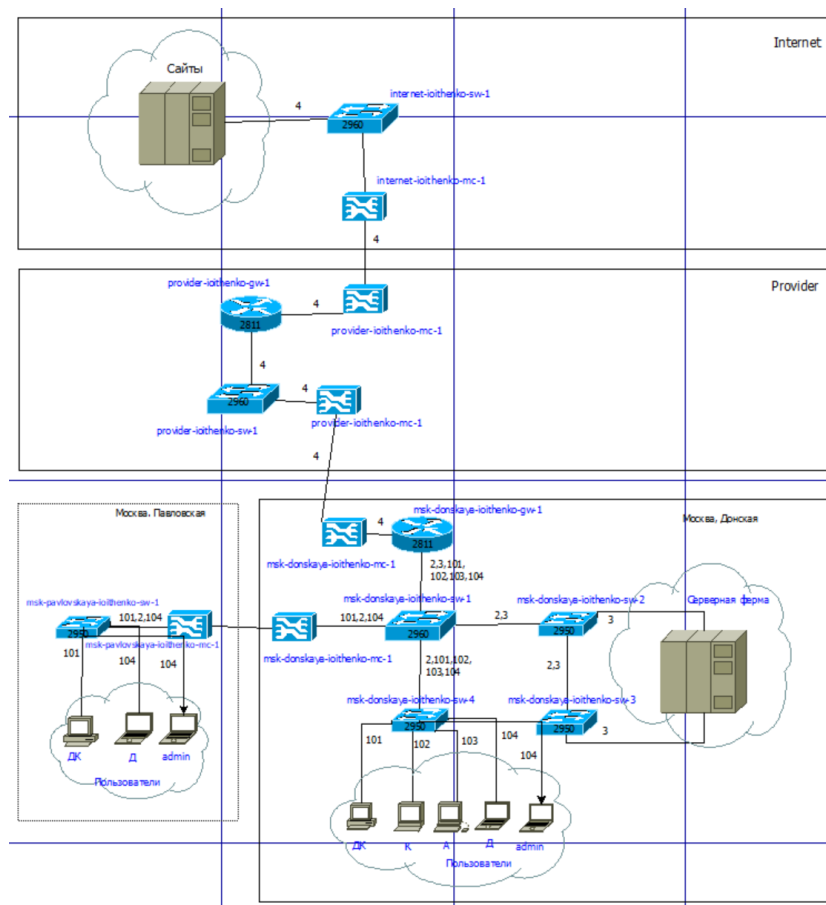 Internet
Сайты
internet-ioithenko-sw-1
4
2960
internet-ioithenko-mc-1
4
Provider
provider-ioithenko-gw-1
4
2811
provider-ioithenko-mc-1
4
4
2960
provider-ioithenko-mc-1
provider-ioithenko-sw-1
4
Москва, Павловская
msk-donskaya-ioithenko-gw-1
Москва, Донская
4
2811
msk-donskaya-ioithenko-mc-1
2,3,101,
102,103,104
msk-pavlovskaya-ioithenko-sw-1
msk-donskaya-ioithenko-sw-1
msk-donskaya-ioithenko-sw-2
Серверная ферма
101,2,104
101,2,104
2,3
3
2950
2960
2950
msk-pavlovskaya-ioithenko-mc-1
msk-donskaya-ioithenko-mc-1
101
104
104
2,101,102,
103,104
2,3
msk-donskaya-ioithenko-sw-4
msk-donskaya-ioithenko-sw-3
2950
2950
3
101
102
103
104
104
ДК
Д
admin
Пользователи
ДК
К
А
Д
admin
Пользователи